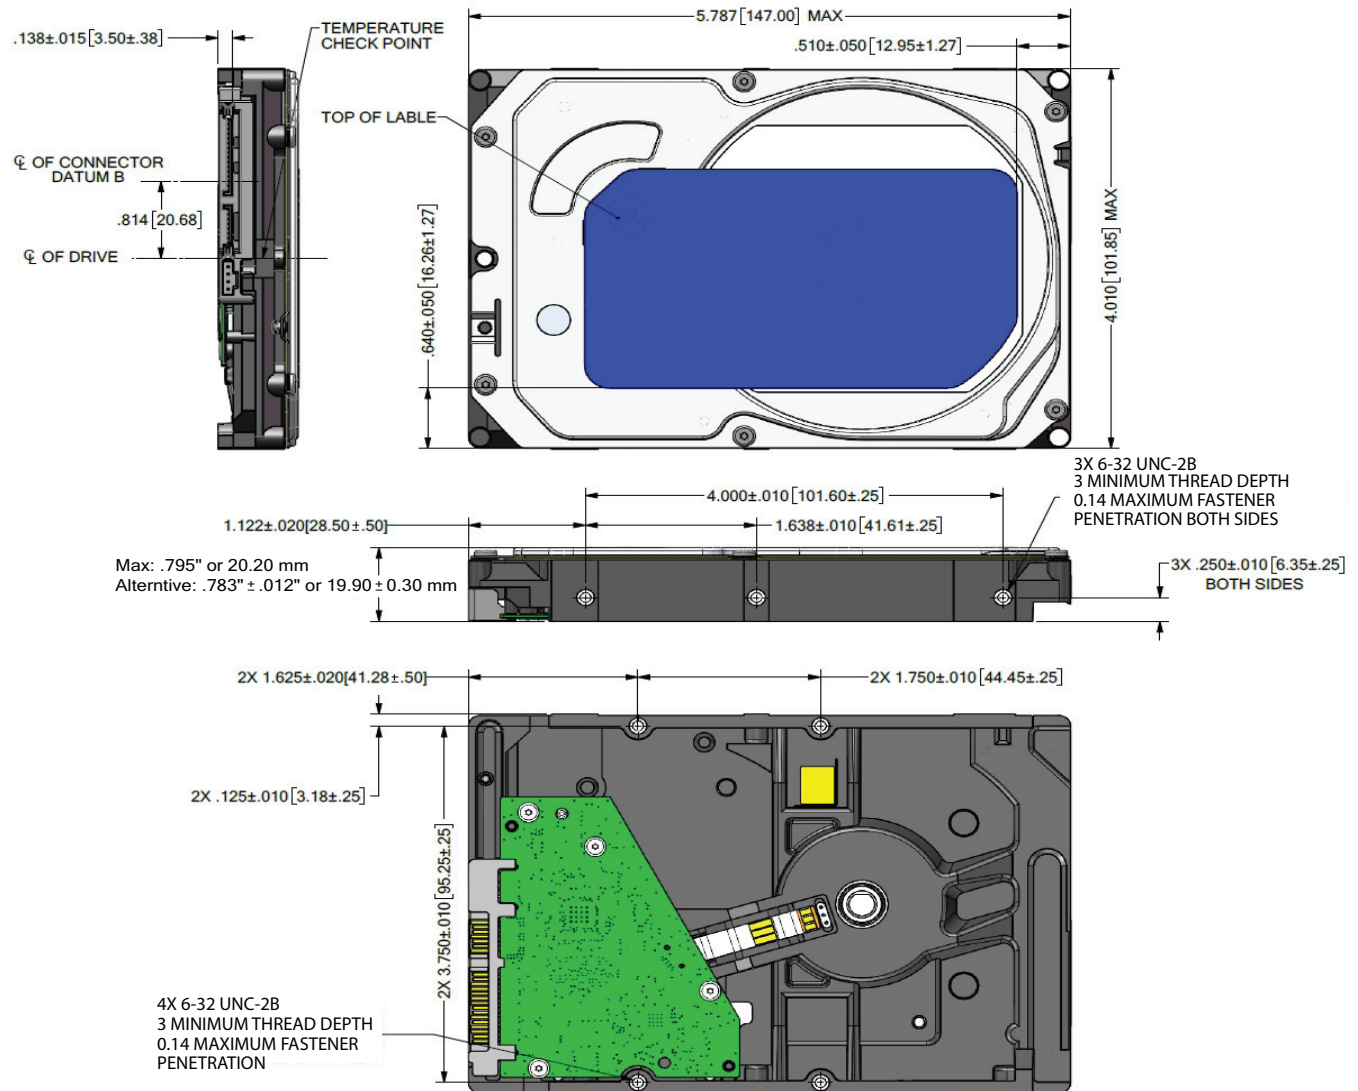 5.787[147.00] MAX
.138±.015[3.50±.38]
TEMPERATURE
CHECK POINT
.510±.050[12.95±1.27]
TOP OF LABLE
℄ OF CONNECTOR
DATUM B
.814[20.68]
℄ OF DRIVE
.640±.050[16.26±1.27]
4.010[101.85] MAX
3X 6-32 UNC-2B
3 MINIMUM THREAD DEPTH
0.14 MAXIMUM FASTENER
PENETRATION BOTH SIDES
4.000±.010[101.60±.25]
1.122±.020[28.50±.50]
1.638±.010[41.61±.25]
Max: .795" or 20.20 mm
Alterntive: .783" ± .012" or 19.90 ± 0.30 mm
3X .250±.010[6.35±.25]
BOTH SIDES
2X 1.625±.020[41.28±.50]
2X 1.750±.010[44.45±.25]
2X .125±.010[3.18±.25]
2X 3.750±.010[95.25±.25]
4X 6-32 UNC-2B
3 MINIMUM THREAD DEPTH
0.14 MAXIMUM FASTENER
PENETRATION